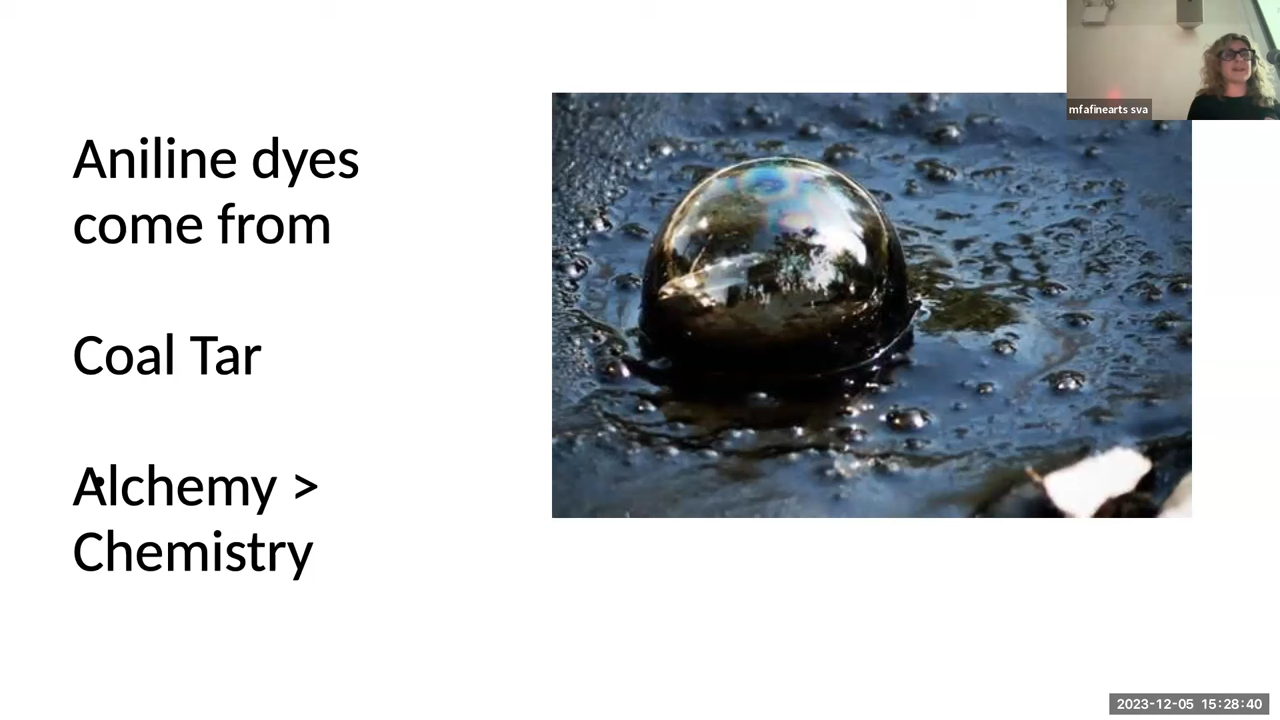 Aniline dyes
come from
Coal Tar
Alchemy >
Chemistry
mfafinearts sva
2023-12-05 15:28:40